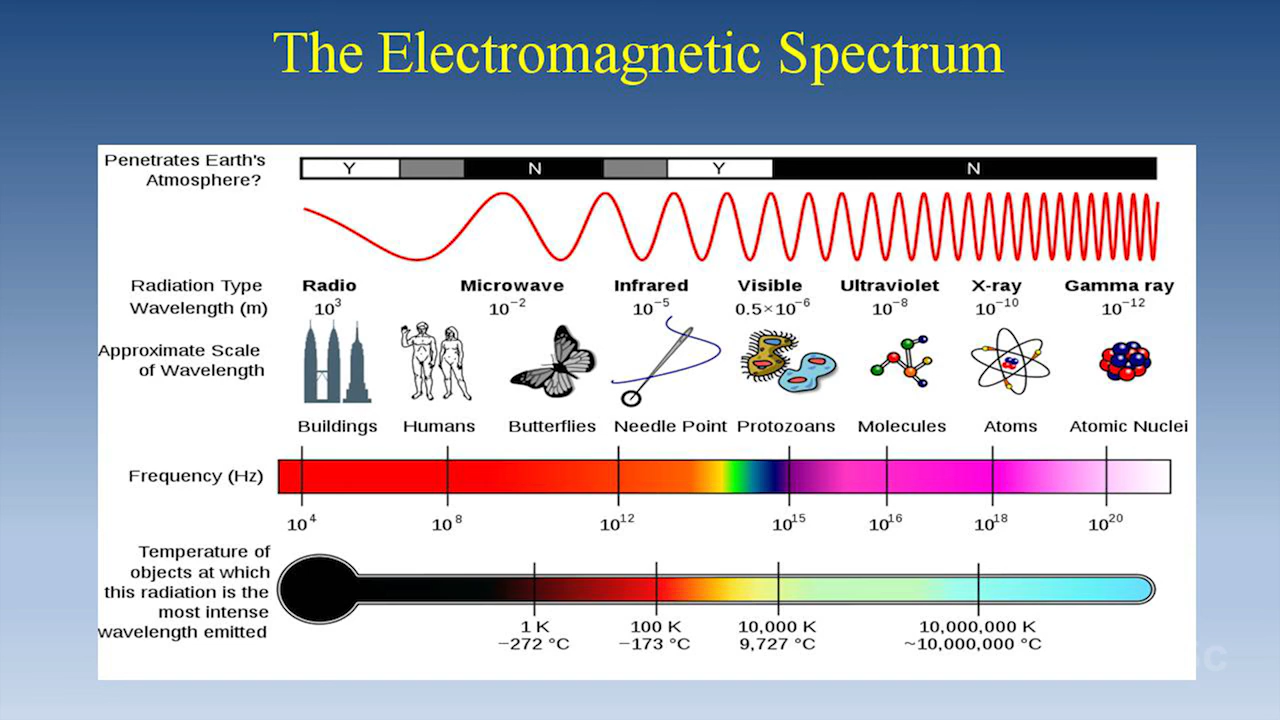 The Electromagnetic Spectrum
Penetrates Earth's
Atmosphere?
Y N Y N
Radiation Type Radio Microwave Infrared Visible Ultraviolet X-ray Gamma ray
Wavelength (m) 10³ 10⁻² 10⁻⁵ 0.5×10⁻⁶ 10⁻⁸ 10⁻¹⁰ 10⁻¹²
Approximate Scale
of Wavelength
Buildings Humans Butterflies Needle Point Protozoans Molecules Atoms Atomic Nuclei
Frequency (Hz)
10⁴ 10⁸ 10¹² 10¹⁵ 10¹⁶ 10¹⁸ 10²⁰
Temperature of
objects at which
this radiation is the
most intense
wavelength emitted
1 K 100 K 10,000 K 10,000,000 K
−272 °C −173 °C 9,727 °C ~10,000,000 °C